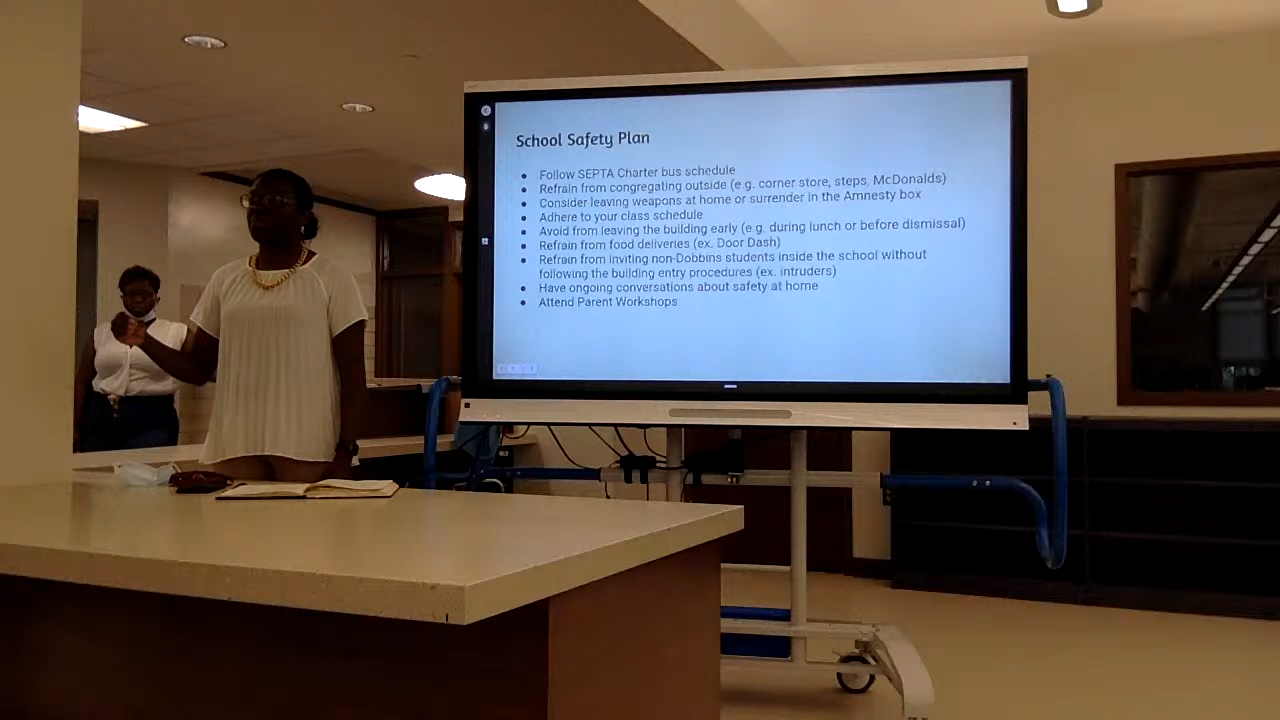 School Safety Plan
● Follow SEPTA Charter bus schedule
● Refrain from congregating outside (e.g. corner store, steps, McDonalds)
● Consider leaving weapons at home or surrender in the Amnesty box
● Adhere to your class schedule
● Avoid from leaving the building early (e.g. during lunch or before dismissal)
● Refrain from food deliveries (ex. Door Dash)
● Refrain from inviting non-Dobbins students inside the school without
following the building entry procedures (ex. intruders)
● Have ongoing conversations about safety at home
● Attend Parent Workshops